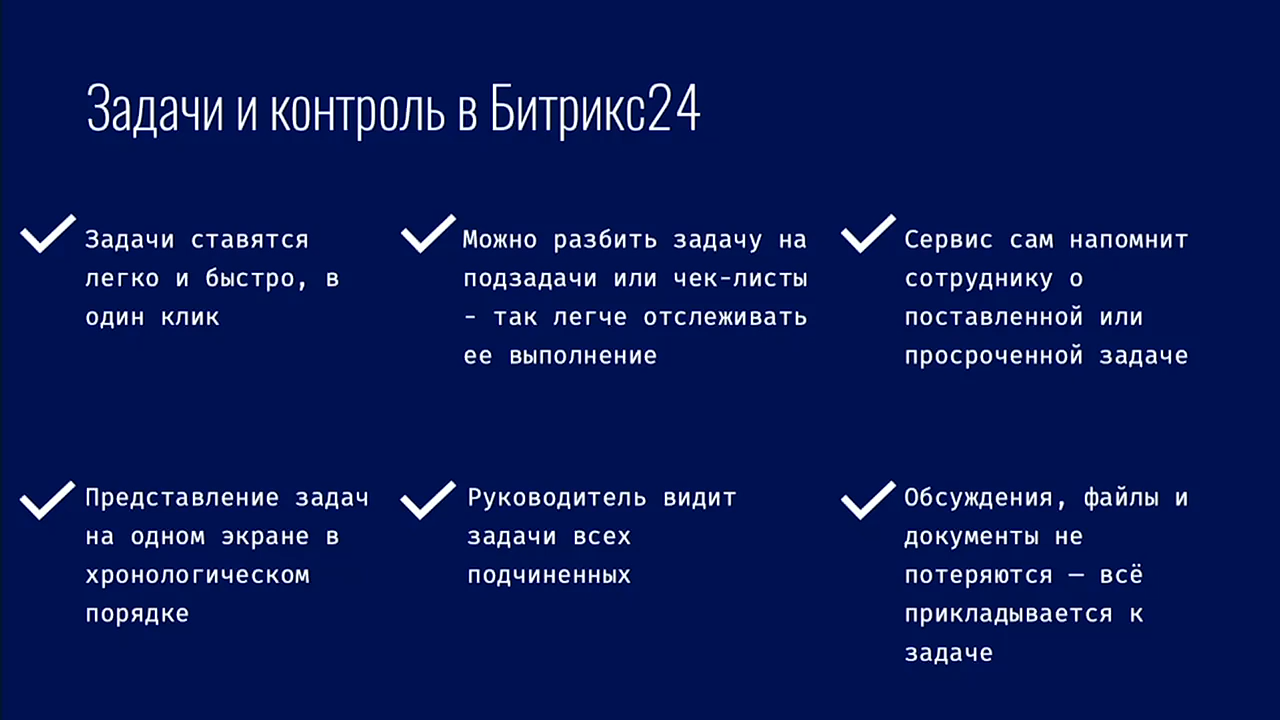 Задачи и контроль в Битрикс24
Задачи ставятся
легко и быстро, в
один клик
Можно разбить задачу на
подзадачи или чек-листы
- так легче отслеживать
ее выполнение
Сервис сам напомнит
сотруднику о
поставленной или
просроченной задаче
Представление задач
на одном экране в
хронологическом
порядке
Руководитель видит
задачи всех
подчиненных
Обсуждения, файлы и
документы не
потеряются — всё
прикладывается к
задаче